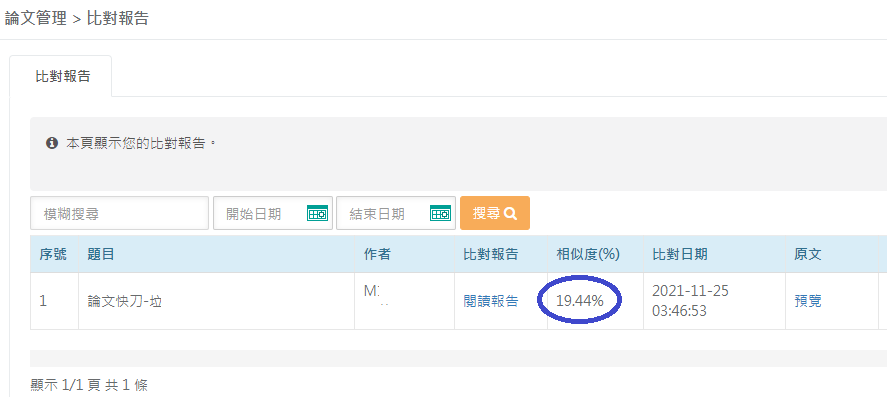 論文管理 > 比對報告
比對報告
本頁顯示您的比對報告。
模糊搜尋 開始日期 結束日期 搜尋
序號 題目 作者 比對報告 相似度(%) 比對日期 原文
1 論文快刀-垃 閱讀報告 19.44% 2021-11-25 預覽
03:46:53
顯示 1/1 頁 共 1 條